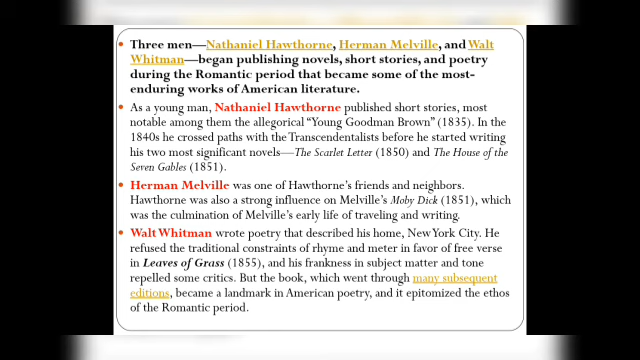 • Three men—Nathaniel Hawthorne, Herman Melville, and Walt
Whitman—began publishing novels, short stories, and poetry
during the Romantic period that became some of the most-
enduring works of American literature.
• As a young man, Nathaniel Hawthorne published short stories, most
notable among them the allegorical “Young Goodman Brown” (1835). In the
1840s he crossed paths with the Transcendentalists before he started writing
his two most significant novels—The Scarlet Letter (1850) and The House of the
Seven Gables (1851).
• Herman Melville was one of Hawthorne’s friends and neighbors.
Hawthorne was also a strong influence on Melville’s Moby Dick (1851), which
was the culmination of Melville’s early life of traveling and writing.
• Walt Whitman wrote poetry that described his home, New York City. He
refused the traditional constraints of rhyme and meter in favor of free verse
in Leaves of Grass (1855), and his frankness in subject matter and tone
repelled some critics. But the book, which went through many subsequent
editions, became a landmark in American poetry, and it epitomized the ethos
of the Romantic period.